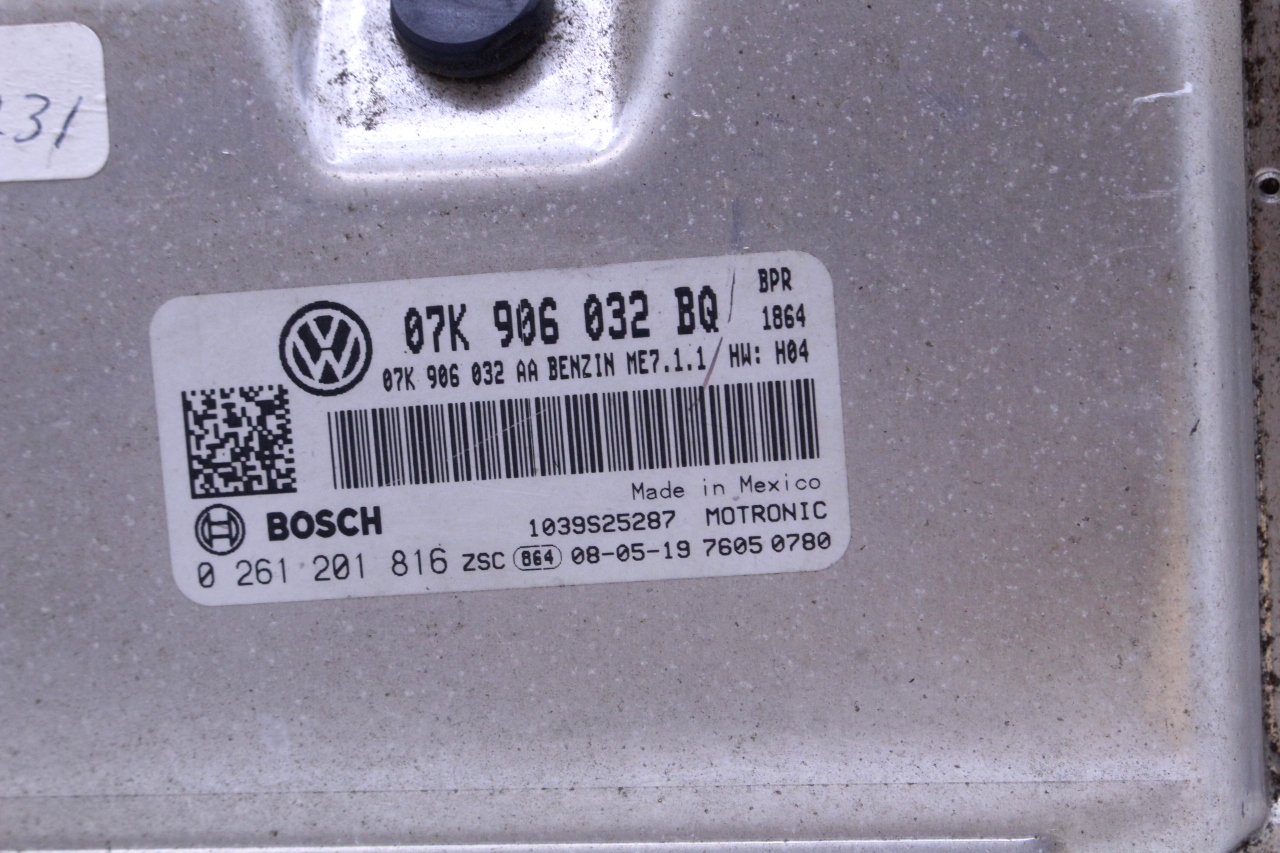 31
07K 906 032 BQ BPR
1864
07K 906 032 AA BENZIN ME7.1.1 HW: H04
Made in Mexico
BOSCH 1039S25287 MOTRONIC
0 261 201 816 ZSC 864 08-05-19 7605 0780